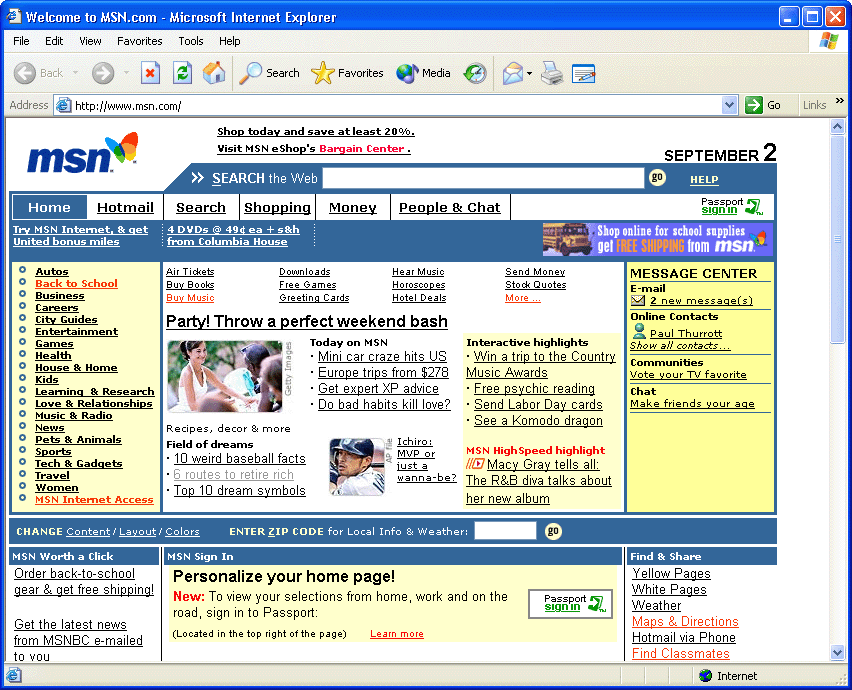 Welcome to MSN.com - Microsoft Internet Explorer
File Edit View Favorites Tools Help
Back Search Favorites Media
Address http://www.msn.com/ Go Links »
Shop today and save at least 20%.
Visit MSN eShop's Bargain Center .
msn
SEPTEMBER 2
» SEARCH the Web go HELP
Home Hotmail Search Shopping Money People & Chat Passport sign in
Try MSN Internet, & get
United bonus miles
4 DVDs @ 49¢ ea + s&h
from Columbia House
Shop online for school supplies
get FREE SHIPPING from msn
Autos
Back to School
Business
Careers
City Guides
Entertainment
Games
Health
House & Home
Kids
Learning & Research
Love & Relationships
Music & Radio
News
Pets & Animals
Sports
Tech & Gadgets
Travel
Women
MSN Internet Access
Air Tickets Downloads Hear Music Send Money
Buy Books Free Games Horoscopes Stock Quotes
Buy Music Greeting Cards Hotel Deals More ...
Party! Throw a perfect weekend bash
Getty Images
Recipes, decor & more
Today on MSN
· Mini car craze hits US
· Europe trips from $278
· Get expert XP advice
· Do bad habits kill love?
Field of dreams
· 10 weird baseball facts
· 6 routes to retire rich
· Top 10 dream symbols
AP file
Ichiro:
MVP or
just a
wanna-be?
Interactive highlights
· Win a trip to the Country
Music Awards
· Free psychic reading
· Send Labor Day cards
· See a Komodo dragon
MSN HighSpeed highlight
Macy Gray tells all:
The R&B diva talks about
her new album
MESSAGE CENTER
E-mail
2 new message(s)
Online Contacts
Paul Thurrott
Show all contacts...
Communities
Vote your TV favorite
Chat
Make friends your age
CHANGE Content / Layout / Colors ENTER ZIP CODE for Local Info & Weather: go
MSN Worth a Click
Order back-to-school
gear & get free shipping!
Get the latest news
from MSNBC e-mailed
to you
MSN Sign In
Personalize your home page!
New: To view your selections from home, work and on the
road, sign in to Passport:
(Located in the top right of the page) Learn more
Passport
sign in
Find & Share
Yellow Pages
White Pages
Weather
Maps & Directions
Hotmail via Phone
Find Classmates
Internet